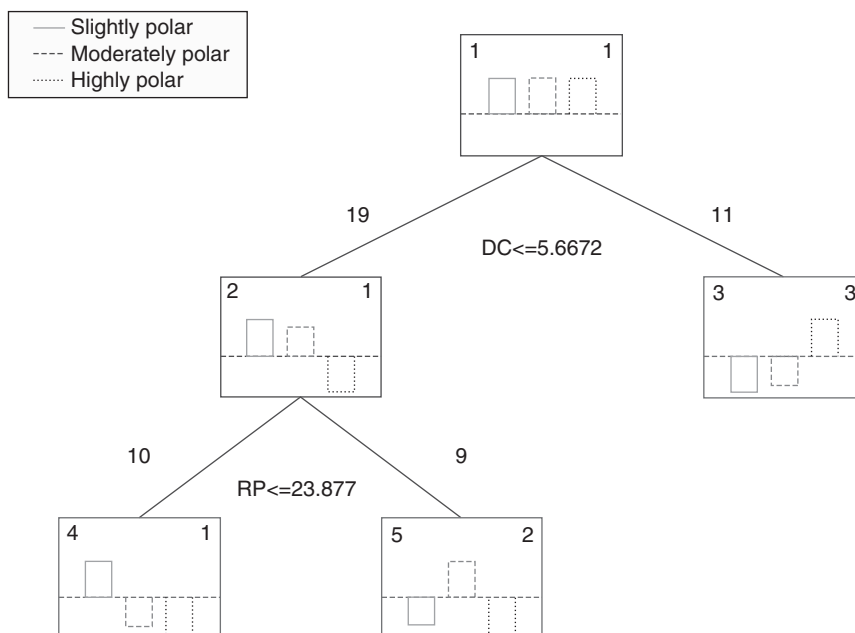 Slightly polar
Moderately polar
Highly polar
1 1
19 11
DC<=5.6672
2 1
3 3
10 9
RP<=23.877
4 1
5 2